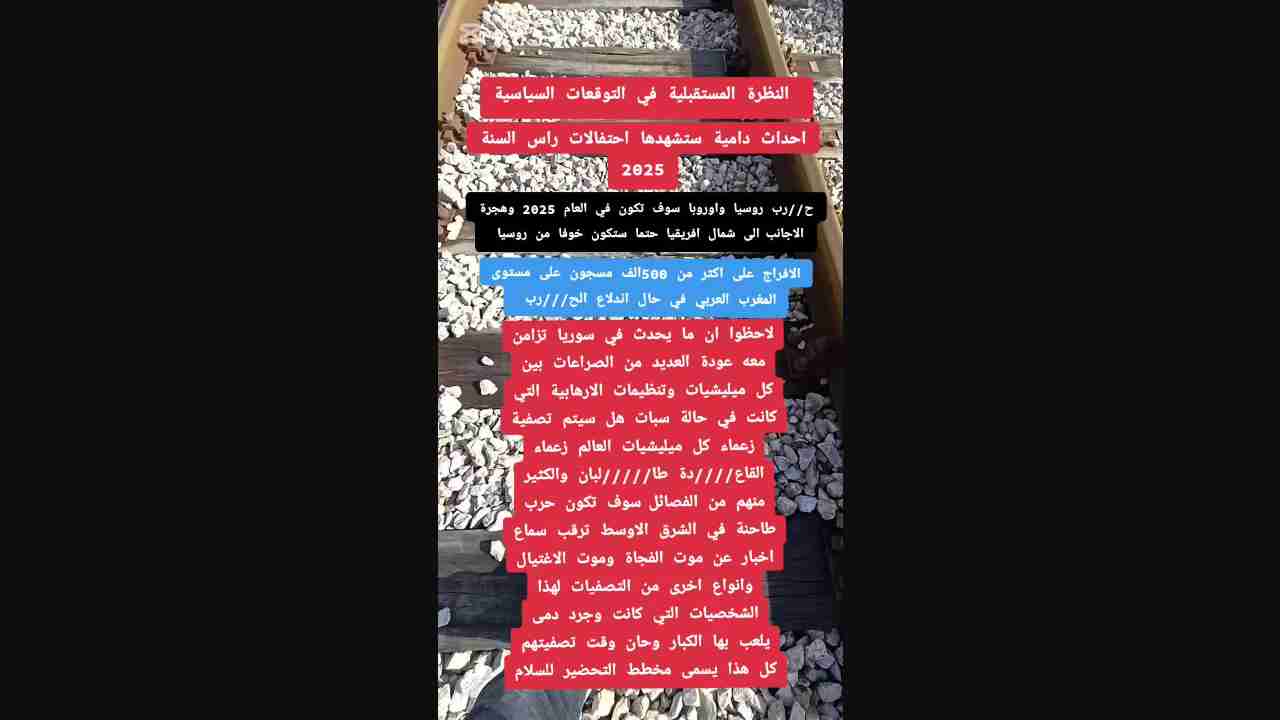 النظرة المستقبلية في التوقعات السياسية
احداث دامية ستشهدها احتفالات راس السنة
2025
ح//رب روسيا واوروبا سوف تكون في العام 2025 وهجرة
الاجانب الى شمال افريقيا حتما ستكون خوفا من روسيا
الافراج على اكثر من 500الف مسجون على مستوى
المغرب العربي في حال اندلاع الح///رب
لاحظوا ان ما يحدث في سوريا تزامن
معه عودة العديد من الصراعات بين
كل ميليشيات وتنظيمات الارهابية التي
كانت في حالة سبات هل سيتم تصفية
زعماء كل ميليشيات العالم زعماء
القاع////دة طا/////لبان والكثير
منهم من الفصائل سوف تكون حرب
طاحنة في الشرق الاوسط ترقب سماع
اخبار عن موت الفجاة وموت الاغتيال
وانواع اخرى من التصفيات لهذا
الشخصيات التي كانت وجرد دمى
يلعب بها الكبار وحان وقت تصفيتهم
كل هذا يسمى مخطط التحضير للسلام